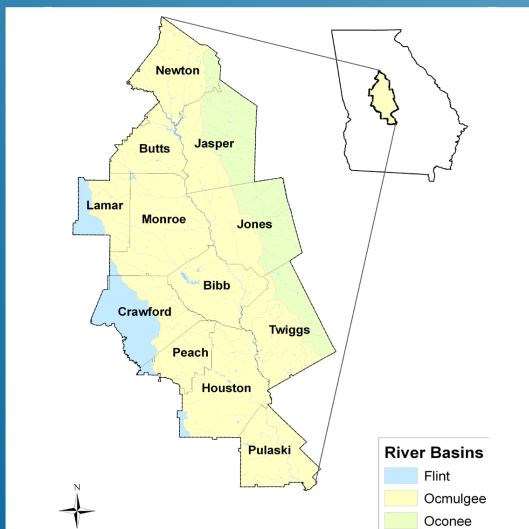 Newton
Butts
Jasper
Lamar
Monroe
Jones
Bibb
Crawford
Twiggs
Peach
Houston
Pulaski
N
River Basins
Flint
Ocmulgee
Oconee